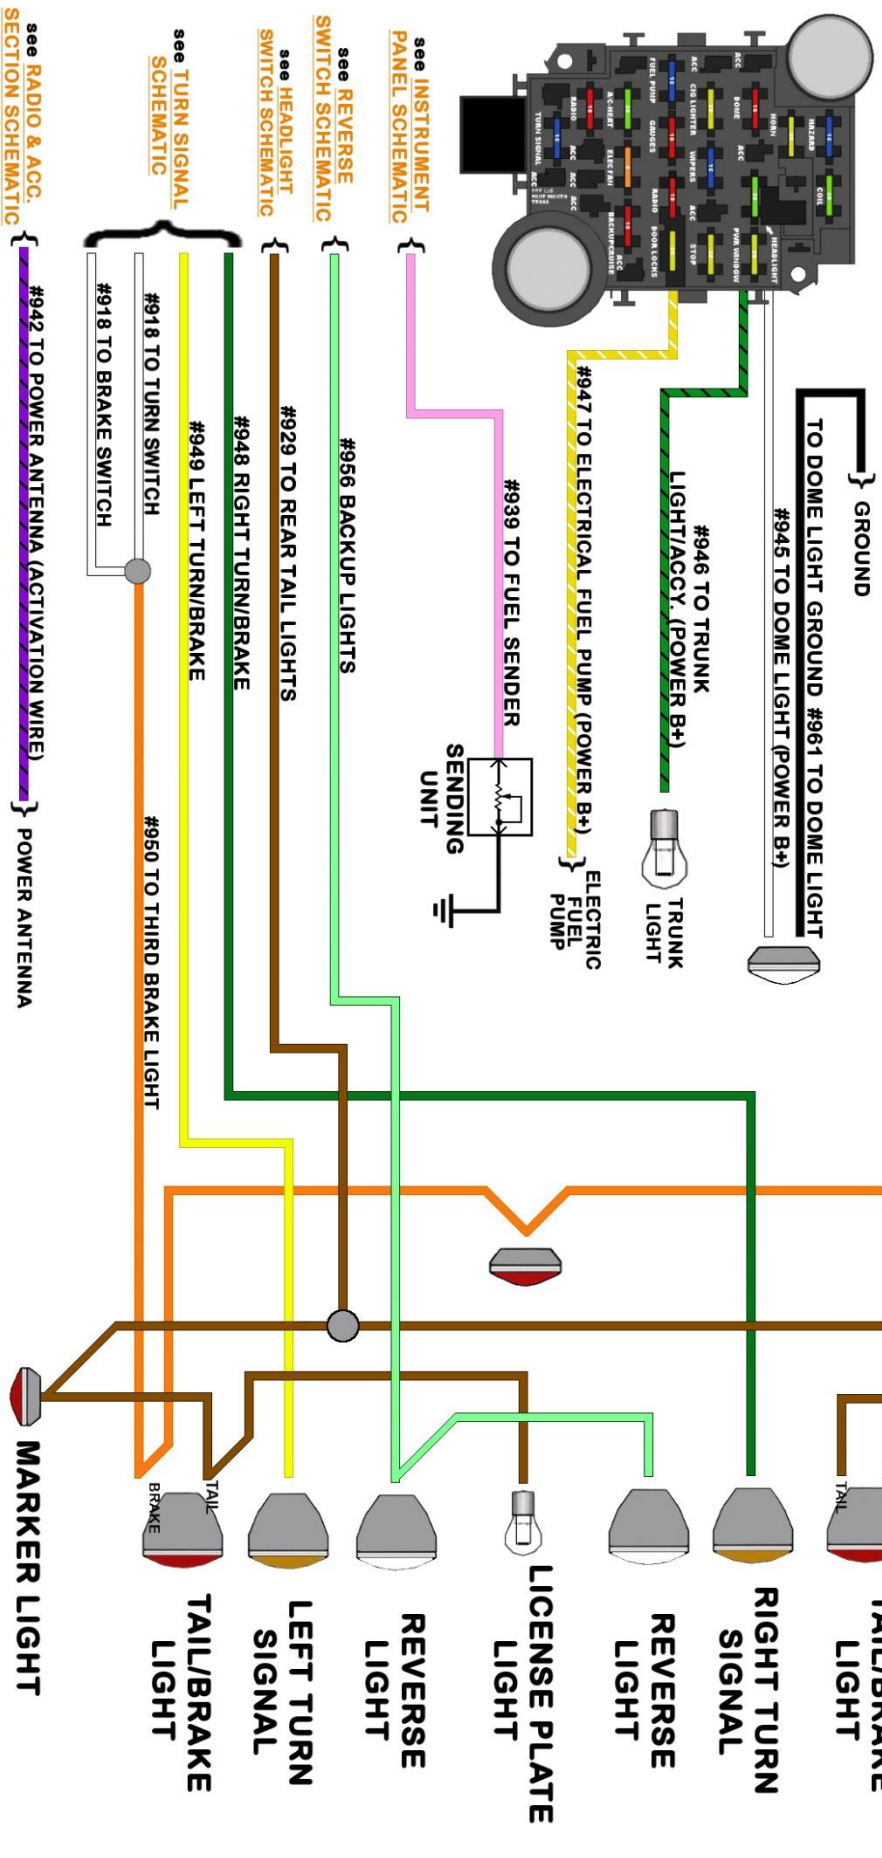 see RADIO & ACC.
SECTION SCHEMATIC
see TURN SIGNAL
SCHEMATIC
see HEADLIGHT
SWITCH SCHEMATIC
see REVERSE
SWITCH SCHEMATIC
see INSTRUMENT
PANEL SCHEMATIC
FUEL PUMP
ACC
ACC
A/C-HEAT
CIG LIGHTER
DOME
HORN
HAZARD
RADIO
GAUGES
TURN SIGNAL
ACC
ELEC FAN
WIPERS
ACC
COIL
ACC
ACC
ACC
RADIO
ACC
BACKUP/CRUISE
DOOR LOCKS
STOP
PWR WINDOW
HEADLIGHT
ACC
GROUND
TO DOME LIGHT GROUND #961 TO DOME LIGHT
#945 TO DOME LIGHT (POWER B+)
#946 TO TRUNK
LIGHT/ACCY. (POWER B+)
#947 TO ELECTRICAL FUEL PUMP (POWER B+)
#939 TO FUEL SENDER
#956 BACKUP LIGHTS
#929 TO REAR TAIL LIGHTS
#948 RIGHT TURN/BRAKE
#949 LEFT TURN/BRAKE
#918 TO TURN SWITCH
#918 TO BRAKE SWITCH
#942 TO POWER ANTENNA (ACTIVATION WIRE)
POWER ANTENNA
#950 TO THIRD BRAKE LIGHT
SENDING
UNIT
ELECTRIC
FUEL
PUMP
TRUNK
LIGHT
TAIL
BRAKE
TAIL
MARKER LIGHT
TAIL/BRAKE
LIGHT
LEFT TURN
SIGNAL
REVERSE
LIGHT
LICENSE PLATE
LIGHT
REVERSE
LIGHT
RIGHT TURN
SIGNAL
TAIL/BRAKE
LIGHT